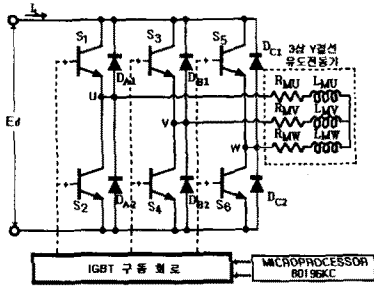 S1
S3
S5
DC1
3상 Y결선
유도전동기
DA1
DB1
RMU
LMU
U
RMV
LMV
Ed
V
RMW
LMW
W
S2
DA2
S4
DB2
S6
DC2
IGBT 구동 회로
MICROPROCESSOR
80196KC